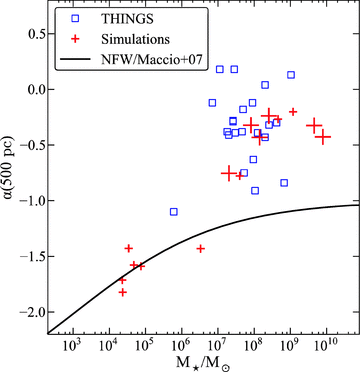 THINGS
Simulations
NFW/Maccio+07
0.5
0.0
−0.5
−1.0
−1.5
−2.0
α(500 pc)
10³ 10⁴ 10⁵ 10⁶ 10⁷ 10⁸ 10⁹ 10¹⁰
M⋆/M⊙